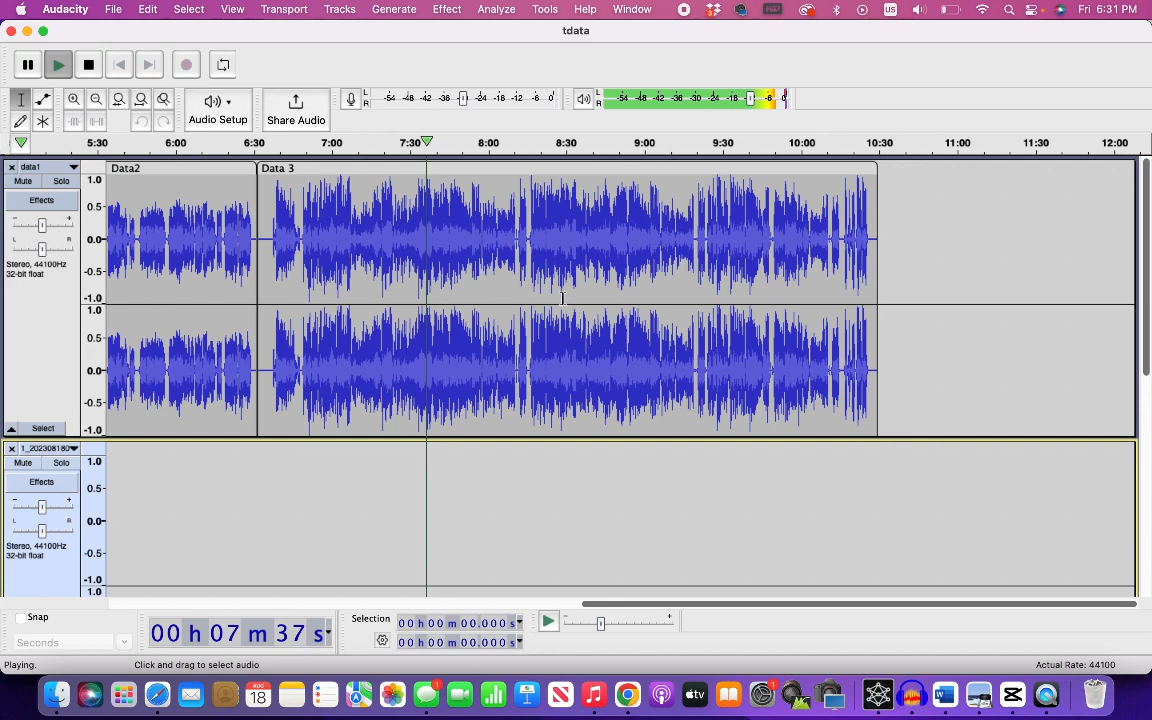 Audacity File Edit Select View Transport Tracks Generate Effect Analyze Tools Help Window US Fri 6:31 PM
tdata
L R -54 -48 -42 -36 -30 -24 -18 -12 -6 0 L R -54 -48 -42 -36 -30 -24 -18 -12 -6 0
Audio Setup Share Audio
5:30 6:00 6:30 7:00 7:30 8:00 8:30 9:00 9:30 10:00 10:30 11:00 11:30 12:00
data1 Data2 Data 3
Mute Solo 1.0
Effects 0.5
- +
L R 0.0
Stereo, 44100Hz
32-bit float -0.5
-1.0
1.0
0.5
0.0
-0.5
Select -1.0
1_202308180
Mute Solo 1.0
Effects 0.5
- +
L R 0.0
Stereo, 44100Hz
32-bit float -0.5
-1.0
1.0
Snap Selection 00 h 00 m 00.000 s
Seconds 00 h 07 m 37 s 00 h 00 m 00.000 s
Playing. Click and drag to select audio Actual Rate: 44100
AUG 18 1 tv 1